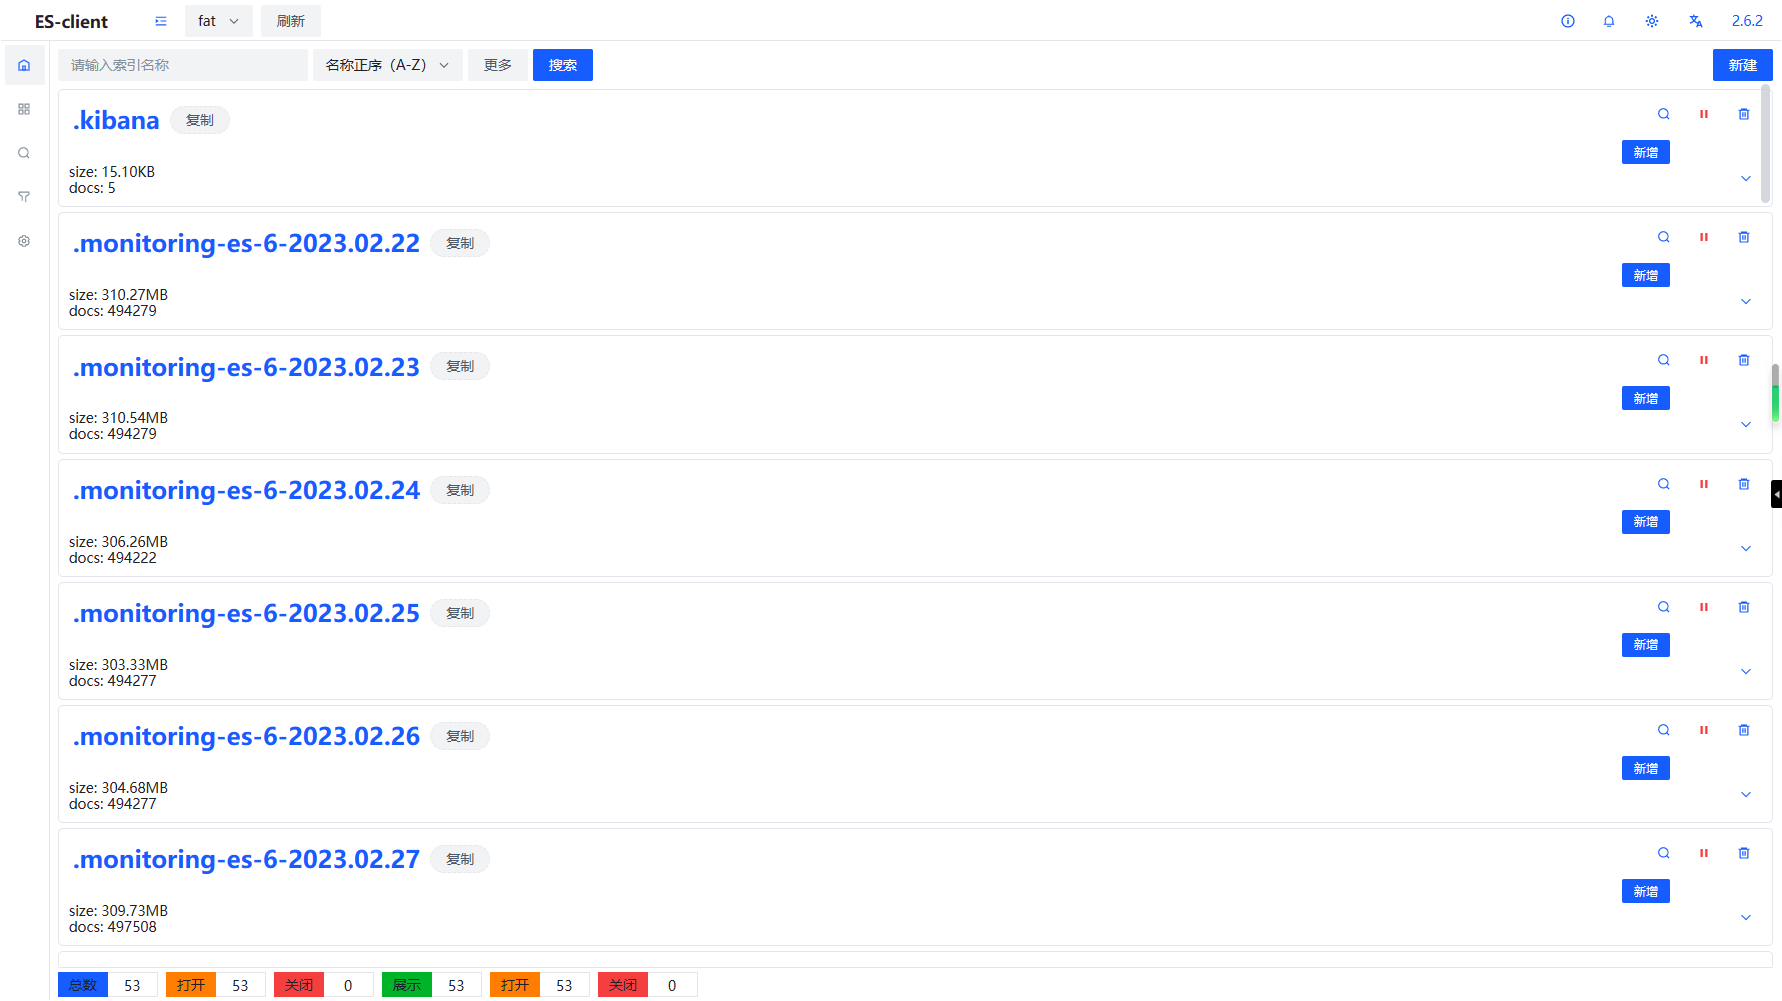 ES-client fat 刷新 2.6.2
请输入索引名称 名称正序（A-Z） 更多 搜索 新建
.kibana 复制
新增
size: 15.10KB
docs: 5
.monitoring-es-6-2023.02.22 复制
新增
size: 310.27MB
docs: 494279
.monitoring-es-6-2023.02.23 复制
新增
size: 310.54MB
docs: 494279
.monitoring-es-6-2023.02.24 复制
新增
size: 306.26MB
docs: 494222
.monitoring-es-6-2023.02.25 复制
新增
size: 303.33MB
docs: 494277
.monitoring-es-6-2023.02.26 复制
新增
size: 304.68MB
docs: 494277
.monitoring-es-6-2023.02.27 复制
新增
size: 309.73MB
docs: 497508
总数 53 打开 53 关闭 0 展示 53 打开 53 关闭 0